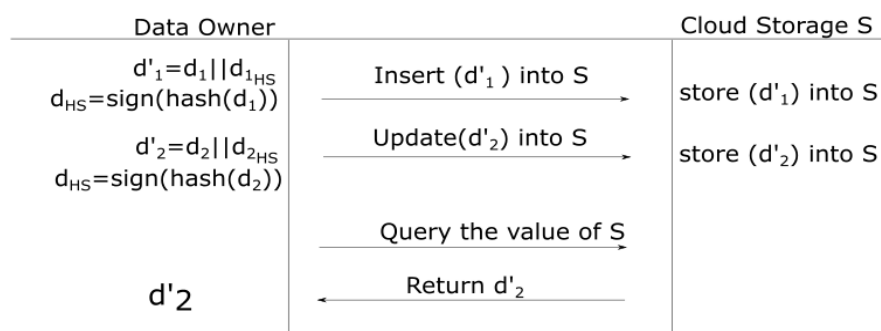 Data Owner
Cloud Storage S
d'₁=d₁||d₁HS
dHS=sign(hash(d₁))
Insert (d'₁ ) into S
store (d'₁) into S
d'₂=d₂||d₂HS
dHS=sign(hash(d₂))
Update(d'₂) into S
store (d'₂) into S
Query the value of S
Return d'₂
d'2